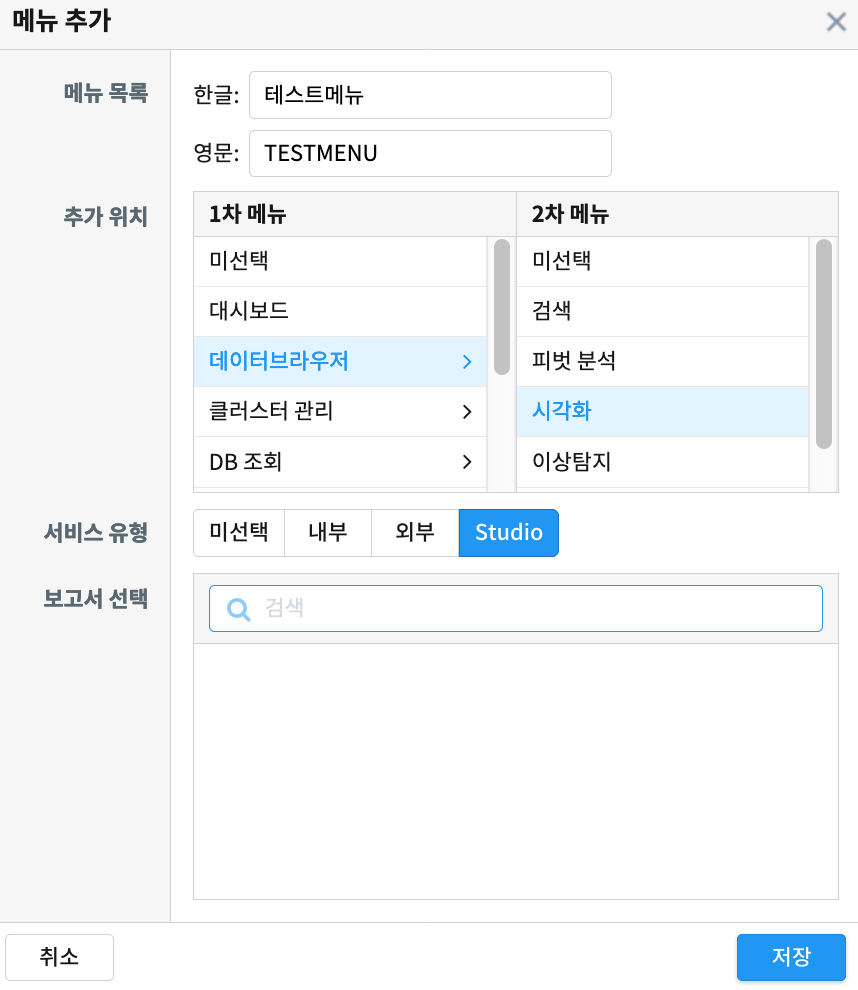 메뉴 추가
메뉴 목록
한글: 테스트메뉴
영문: TESTMENU
추가 위치
1차 메뉴 2차 메뉴
미선택 미선택
대시보드 검색
데이터브라우저 피벗 분석
클러스터 관리 시각화
DB 조회 이상탐지
서비스 유형 미선택 내부 외부 Studio
보고서 선택 검색
취소 저장